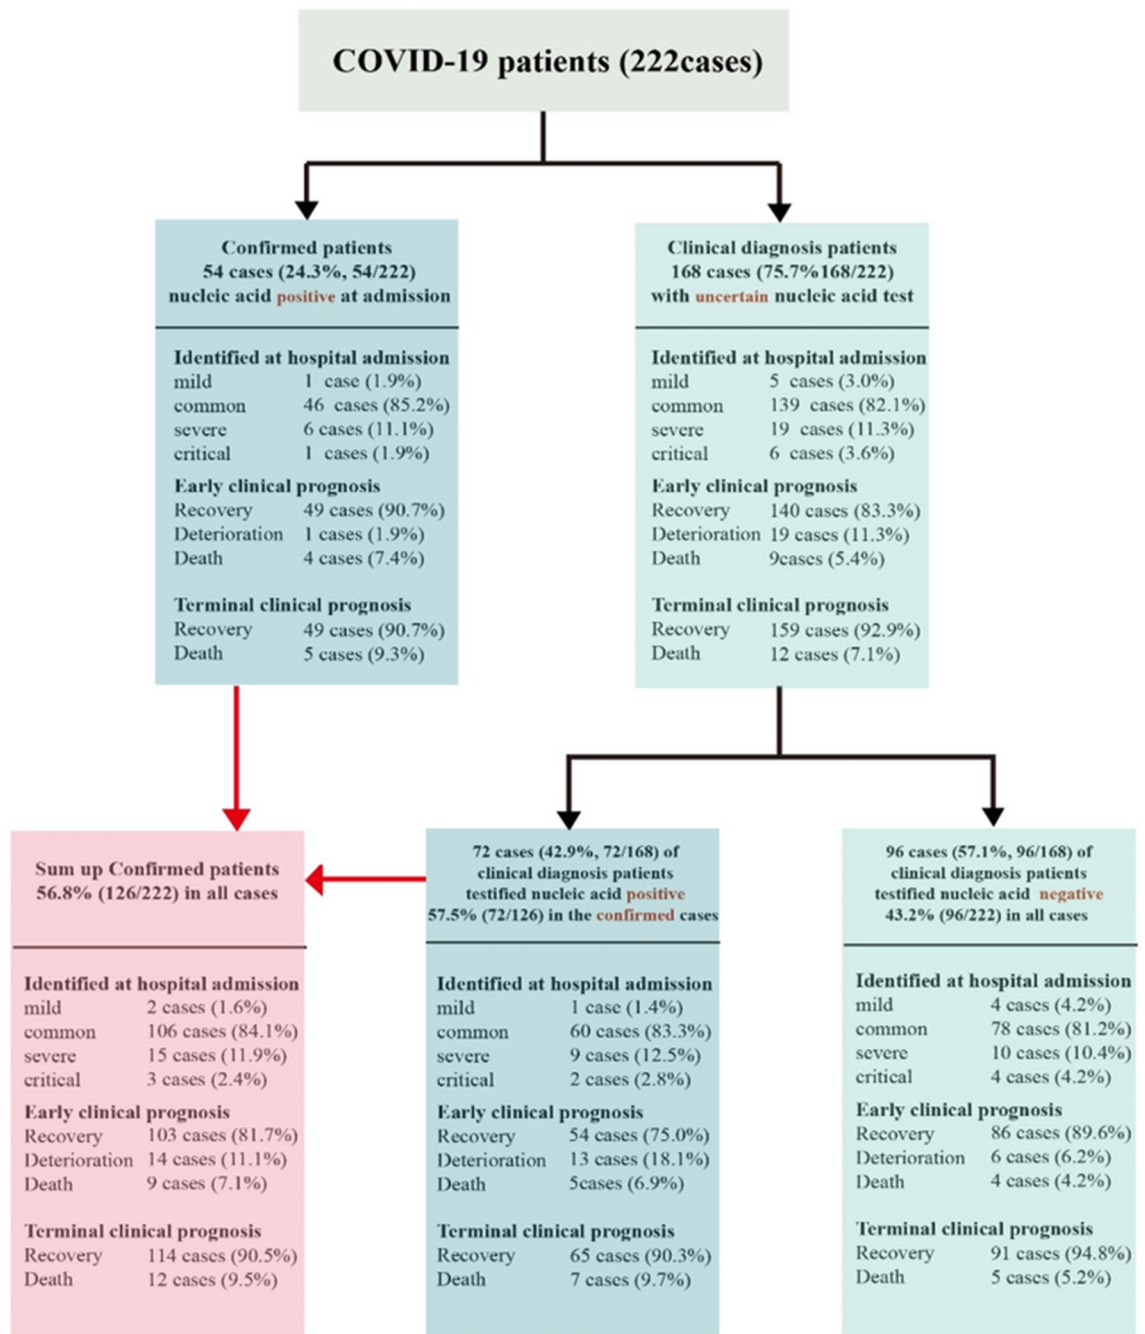 COVID-19 patients (222cases)
Confirmed patients
54 cases (24.3%, 54/222)
nucleic acid positive at admission
Identified at hospital admission
mild 1 case (1.9%)
common 46 cases (85.2%)
severe 6 cases (11.1%)
critical 1 cases (1.9%)
Early clinical prognosis
Recovery 49 cases (90.7%)
Deterioration 1 cases (1.9%)
Death 4 cases (7.4%)
Terminal clinical prognosis
Recovery 49 cases (90.7%)
Death 5 cases (9.3%)
Clinical diagnosis patients
168 cases (75.7%168/222)
with uncertain nucleic acid test
Identified at hospital admission
mild 5 cases (3.0%)
common 139 cases (82.1%)
severe 19 cases (11.3%)
critical 6 cases (3.6%)
Early clinical prognosis
Recovery 140 cases (83.3%)
Deterioration 19 cases (11.3%)
Death 9cases (5.4%)
Terminal clinical prognosis
Recovery 159 cases (92.9%)
Death 12 cases (7.1%)
Sum up Confirmed patients
56.8% (126/222) in all cases
Identified at hospital admission
mild 2 cases (1.6%)
common 106 cases (84.1%)
severe 15 cases (11.9%)
critical 3 cases (2.4%)
Early clinical prognosis
Recovery 103 cases (81.7%)
Deterioration 14 cases (11.1%)
Death 9 cases (7.1%)
Terminal clinical prognosis
Recovery 114 cases (90.5%)
Death 12 cases (9.5%)
72 cases (42.9%, 72/168) of
clinical diagnosis patients
testified nucleic acid positive
57.5% (72/126) in the confirmed cases
Identified at hospital admission
mild 1 case (1.4%)
common 60 cases (83.3%)
severe 9 cases (12.5%)
critical 2 cases (2.8%)
Early clinical prognosis
Recovery 54 cases (75.0%)
Deterioration 13 cases (18.1%)
Death 5cases (6.9%)
Terminal clinical prognosis
Recovery 65 cases (90.3%)
Death 7 cases (9.7%)
96 cases (57.1%, 96/168) of
clinical diagnosis patients
testified nucleic acid negative
43.2% (96/222) in all cases
Identified at hospital admission
mild 4 cases (4.2%)
common 78 cases (81.2%)
severe 10 cases (10.4%)
critical 4 cases (4.2%)
Early clinical prognosis
Recovery 86 cases (89.6%)
Deterioration 6 cases (6.2%)
Death 4 cases (4.2%)
Terminal clinical prognosis
Recovery 91 cases (94.8%)
Death 5 cases (5.2%)